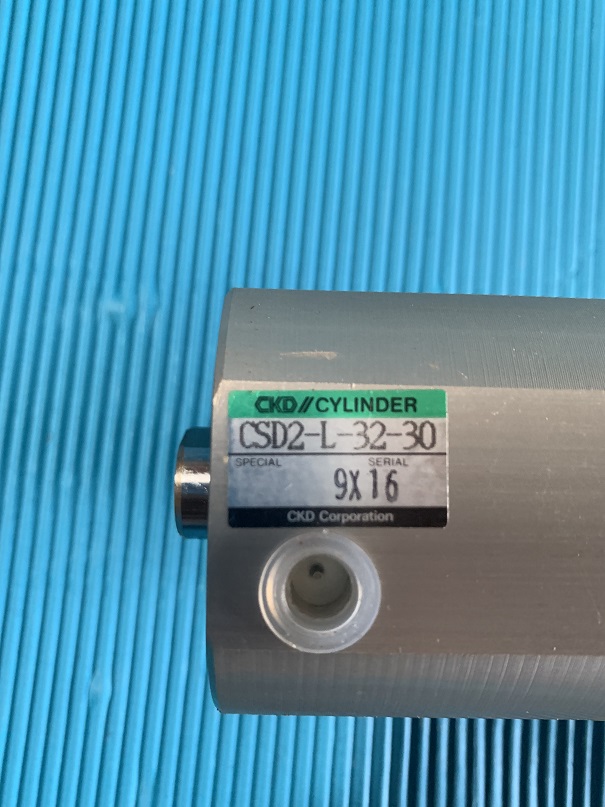 CKD//CYLINDER
CSD2-L-32-30
SPECIAL SERIAL
9X16
CKD Corporation